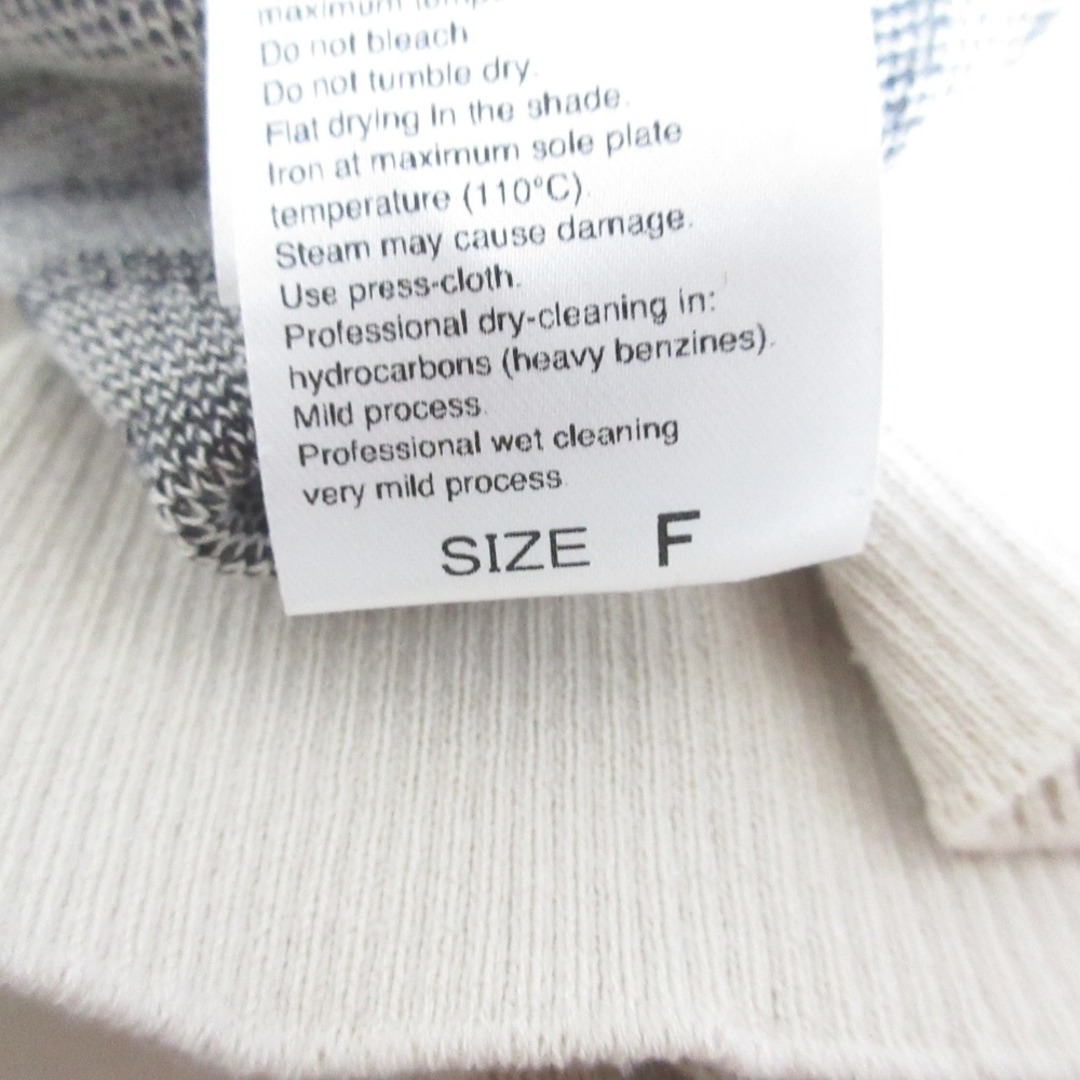 maximum
Do not bleach
Do not tumble dry.
Flat drying in the shade.
Iron at maximum sole plate
temperature (110°C).
Steam may cause damage.
Use press-cloth.
Professional dry-cleaning in:
hydrocarbons (heavy benzines).
Mild process.
Professional wet cleaning
very mild process.
SIZE F